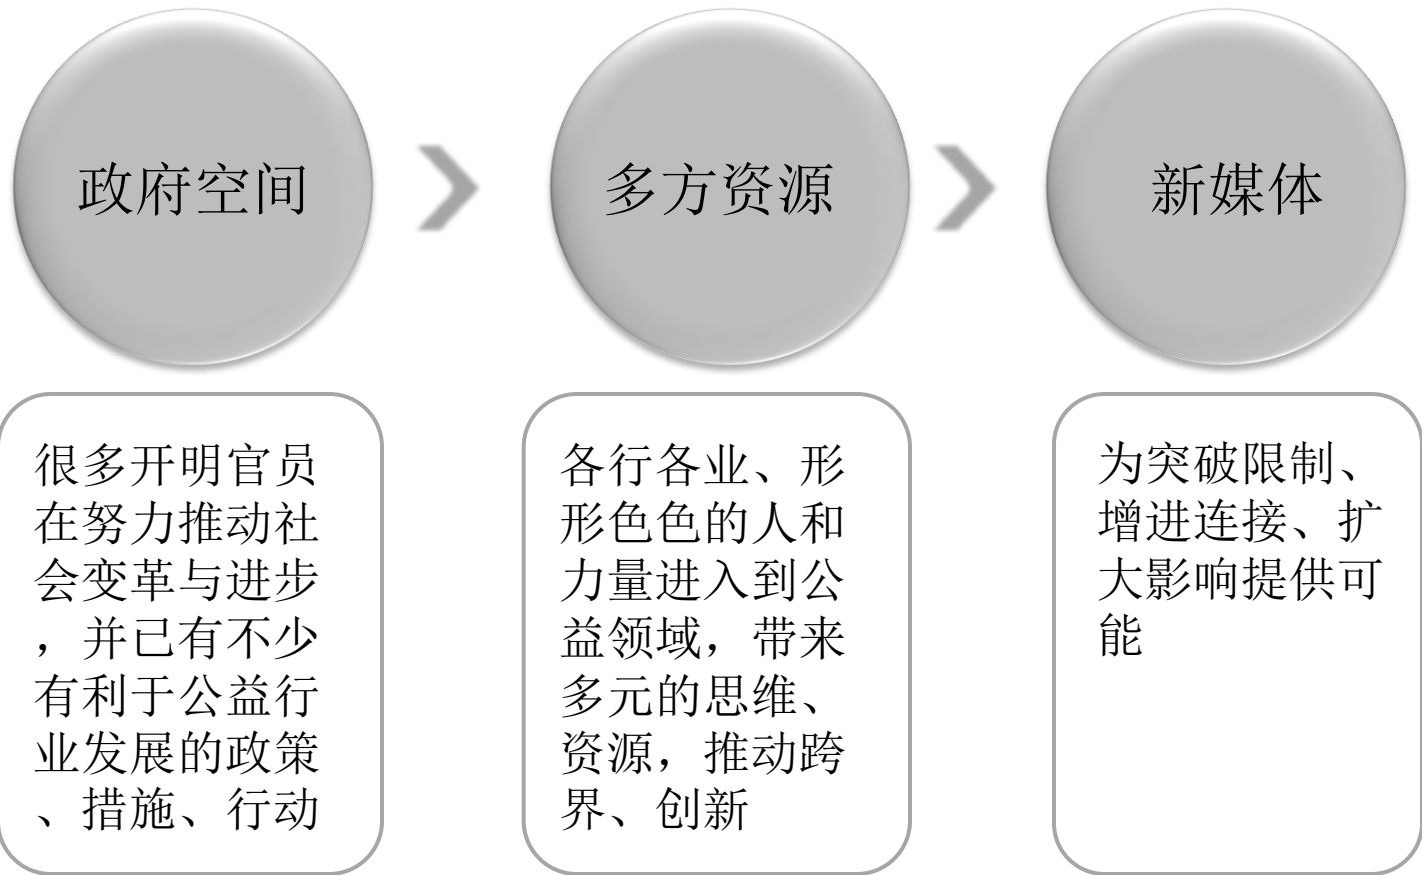 政府空间
多方资源
新媒体
很多开明官员
在努力推动社
会变革与进步
，并已有不少
有利于公益行
业发展的政策
、措施、行动
各行各业、形
形色色的人和
力量进入到公
益领域，带来
多元的思维、
资源，推动跨
界、创新
为突破限制、
增进连接、扩
大影响提供可
能